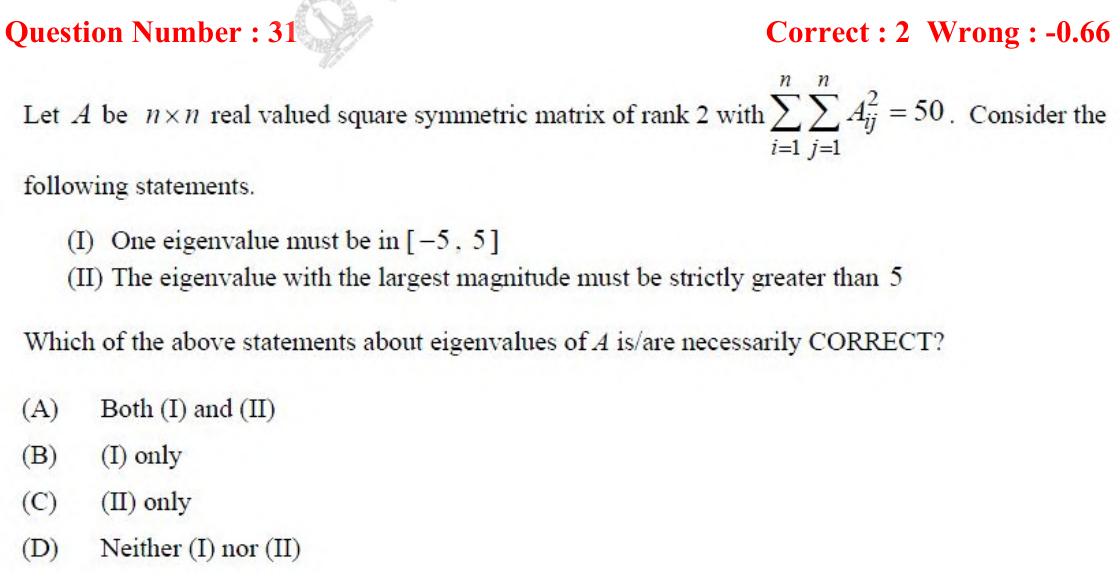 Question Number : 31 Correct : 2 Wrong : -0.66
Let A be n×n real valued square symmetric matrix of rank 2 with ∑_{i=1}^{n} ∑_{j=1}^{n} A_{ij}^{2} = 50. Consider the
following statements.
(I) One eigenvalue must be in [−5, 5]
(II) The eigenvalue with the largest magnitude must be strictly greater than 5
Which of the above statements about eigenvalues of A is/are necessarily CORRECT?
(A) Both (I) and (II)
(B) (I) only
(C) (II) only
(D) Neither (I) nor (II)